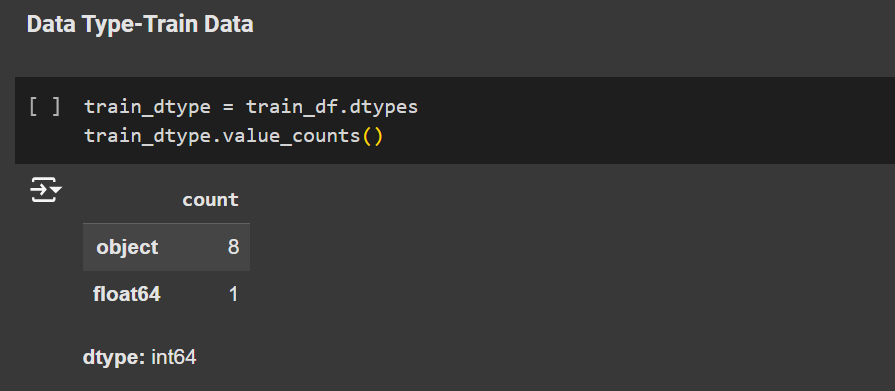 Data Type-Train Data
[ ] train_dtype = train_df.dtypes
train_dtype.value_counts()
count
object 8
float64 1
dtype: int64